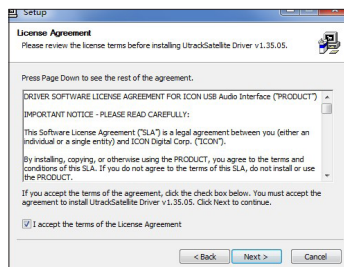 Setup
License Agreement
Please review the license terms before installing UtrackSatellite Driver v1.35.05.
Press Page Down to see the rest of the agreement.
DRIVER SOFTWARE LICENSE AGREEMENT FOR ICON USB Audio Interface ("PRODUCT")
IMPORTANT NOTICE - PLEASE READ CAREFULLY:
This Software License Agreement ("SLA") is a legal agreement between you (either an
individual or a single entity) and ICON Digital Corp. ("ICON").
By installing, copying, or otherwise using the PRODUCT, you agree to the terms and
conditions of this SLA. If you do not agree to the terms of this SLA, do not install or use
the PRODUCT.
If you accept the terms of the agreement, click the check box below. You must accept the
agreement to install UtrackSatellite Driver v1.35.05. Click Next to continue.
I accept the terms of the License Agreement
< Back Next > Cancel